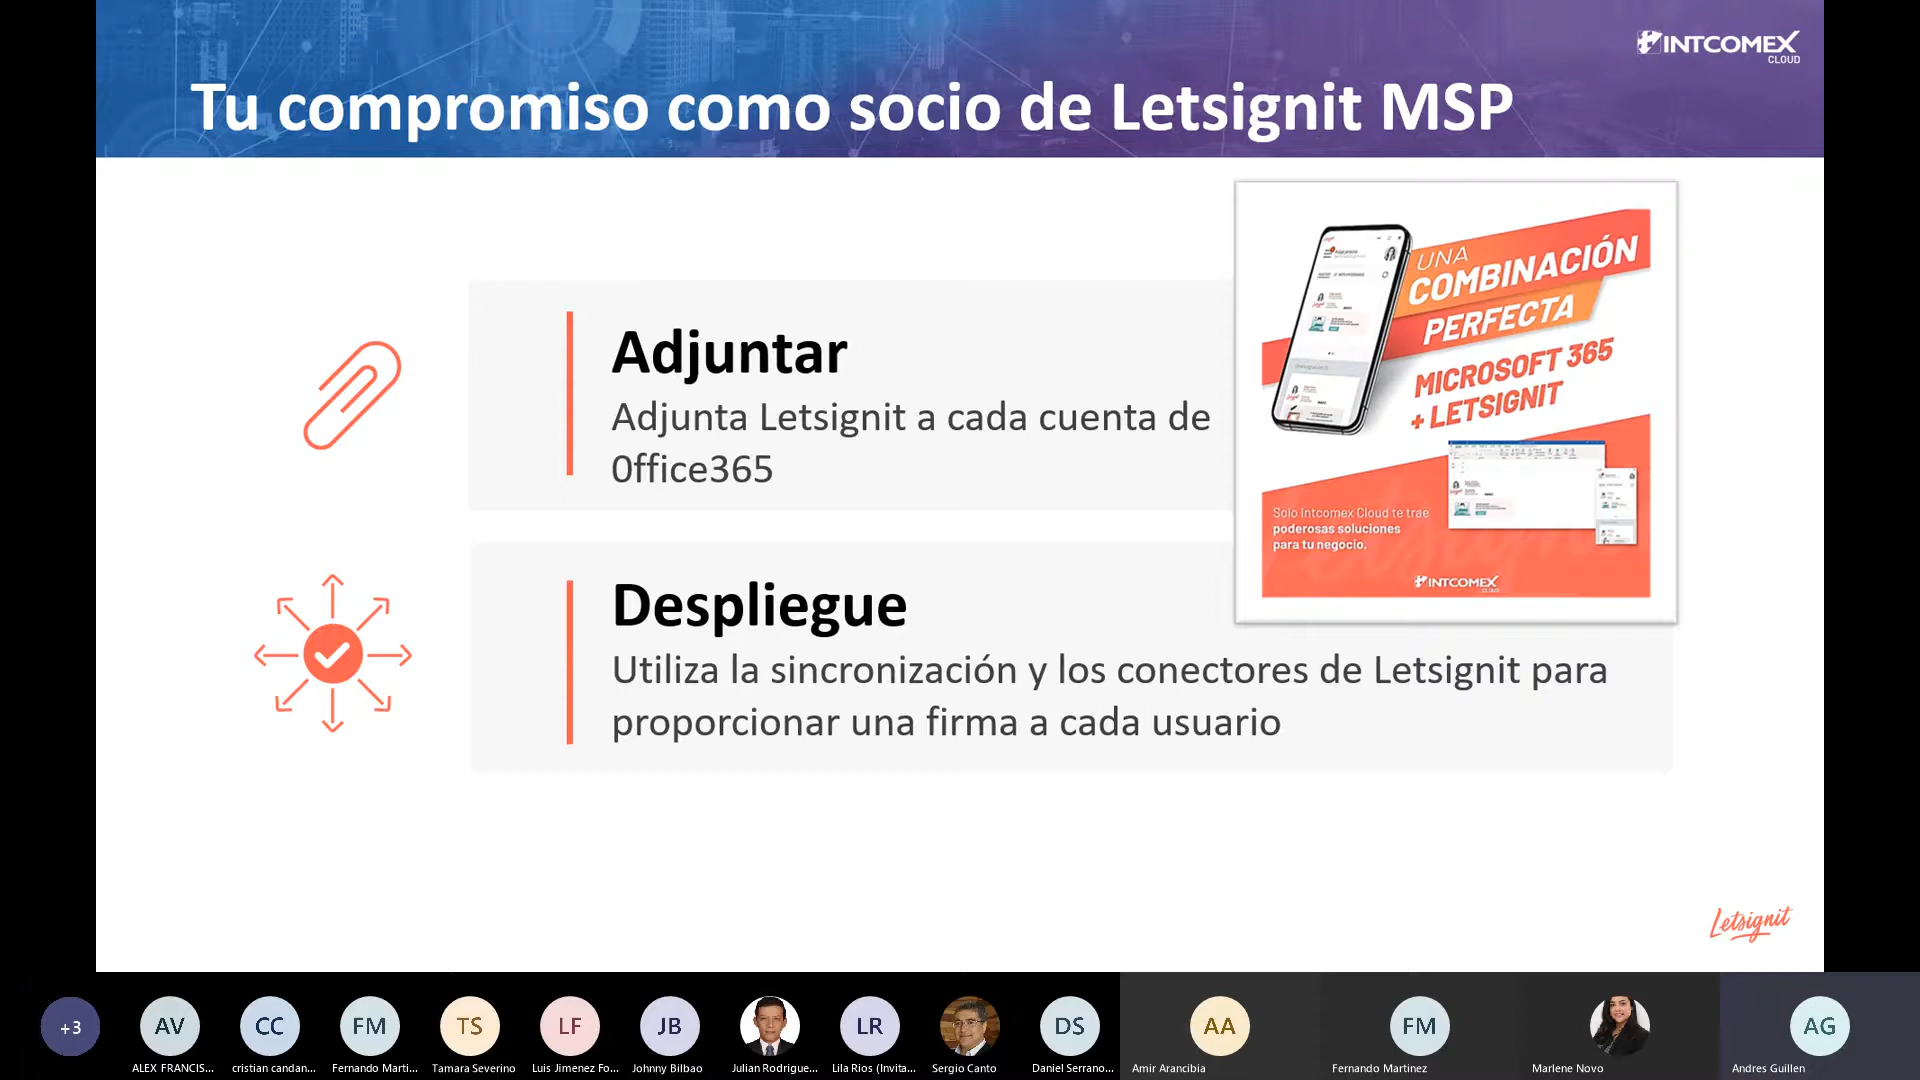 INTCOMEX
CLOUD
Tu compromiso como socio de Letsignit MSP
Adjuntar
Adjunta Letsignit a cada cuenta de
0ffice365
UNA
COMBINACIÓN
PERFECTA
MICROSOFT 365
+ LETSIGNIT
Solo Intcomex Cloud te trae
poderosas soluciones
para tu negocio.
INTCOMEX
CLOUD
Despliegue
Utiliza la sincronización y los conectores de Letsignit para
proporcionar una firma a cada usuario
Letsignit
+3
AV
CC
FM
TS
LF
JB
LR
DS
AA
FM
AG
ALEX FRANCIS...
cristian candan...
Fernando Marti...
Tamara Severino
Luis Jimenez Fo...
Johnny Bilbao
Julian Rodrigue...
Lila Rios (Invita...
Sergio Canto
Daniel Serrano...
Amir Arancibia
Fernando Martinez
Marlene Novo
Andres Guillen